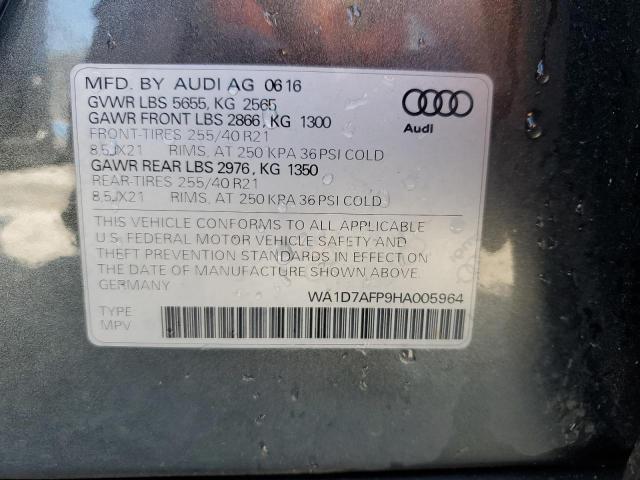 MFD. BY AUDI AG 0616
GVWR LBS 5655, KG 2565
GAWR FRONT LBS 2866, KG 1300
FRONT-TIRES 255/40 R21
8,5JX21 RIMS, AT 250 KPA 36 PSI COLD
GAWR REAR LBS 2976, KG 1350
REAR-TIRES 255/40 R21
8,5JX21 RIMS, AT 250 KPA 36 PSI COLD
Audi
THIS VEHICLE CONFORMS TO ALL APPLICABLE
U.S. FEDERAL MOTOR VEHICLE SAFETY AND
THEFT PREVENTION STANDARDS IN EFFECT ON
THE DATE OF MANUFACTURE SHOWN ABOVE.
GERMANY
WA1D7AFP9HA005964
TYPE
MPV